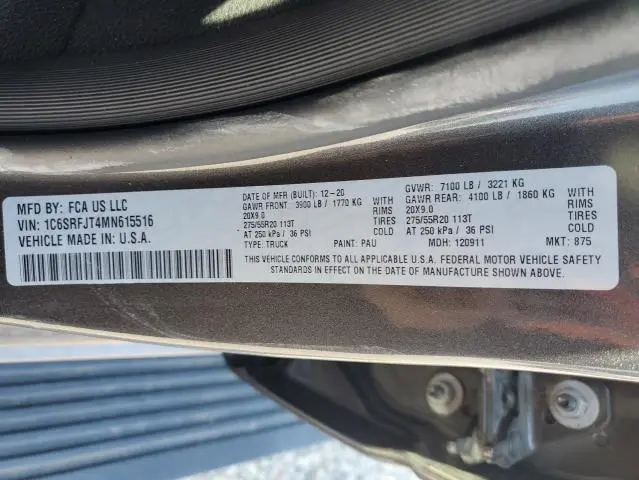 MFD BY: FCA US LLC
VIN: 1C6SRFJT4MN615516
VEHICLE MADE IN U.S.A.
DATE OF MFR (BUILT): 12-20
GAWR FRONT: 3900 LB / 1770 KG WITH
20X9.0 RIMS
275/55R20 113T TIRES
AT 250 kPa / 36 PSI COLD
TYPE: TRUCK PAINT: PAU
GVWR: 7100 LB / 3221 KG
GAWR REAR: 4100 LB / 1860 KG WITH
20X9.0 RIMS
275/55R20 113T TIRES
AT 250 kPa / 36 PSI COLD
MDH: 120911 MKT: 875
THIS VEHICLE CONFORMS TO ALL APPLICABLE U.S.A. FEDERAL MOTOR VEHICLE SAFETY
STANDARDS IN EFFECT ON THE DATE OF MANUFACTURE SHOWN ABOVE.